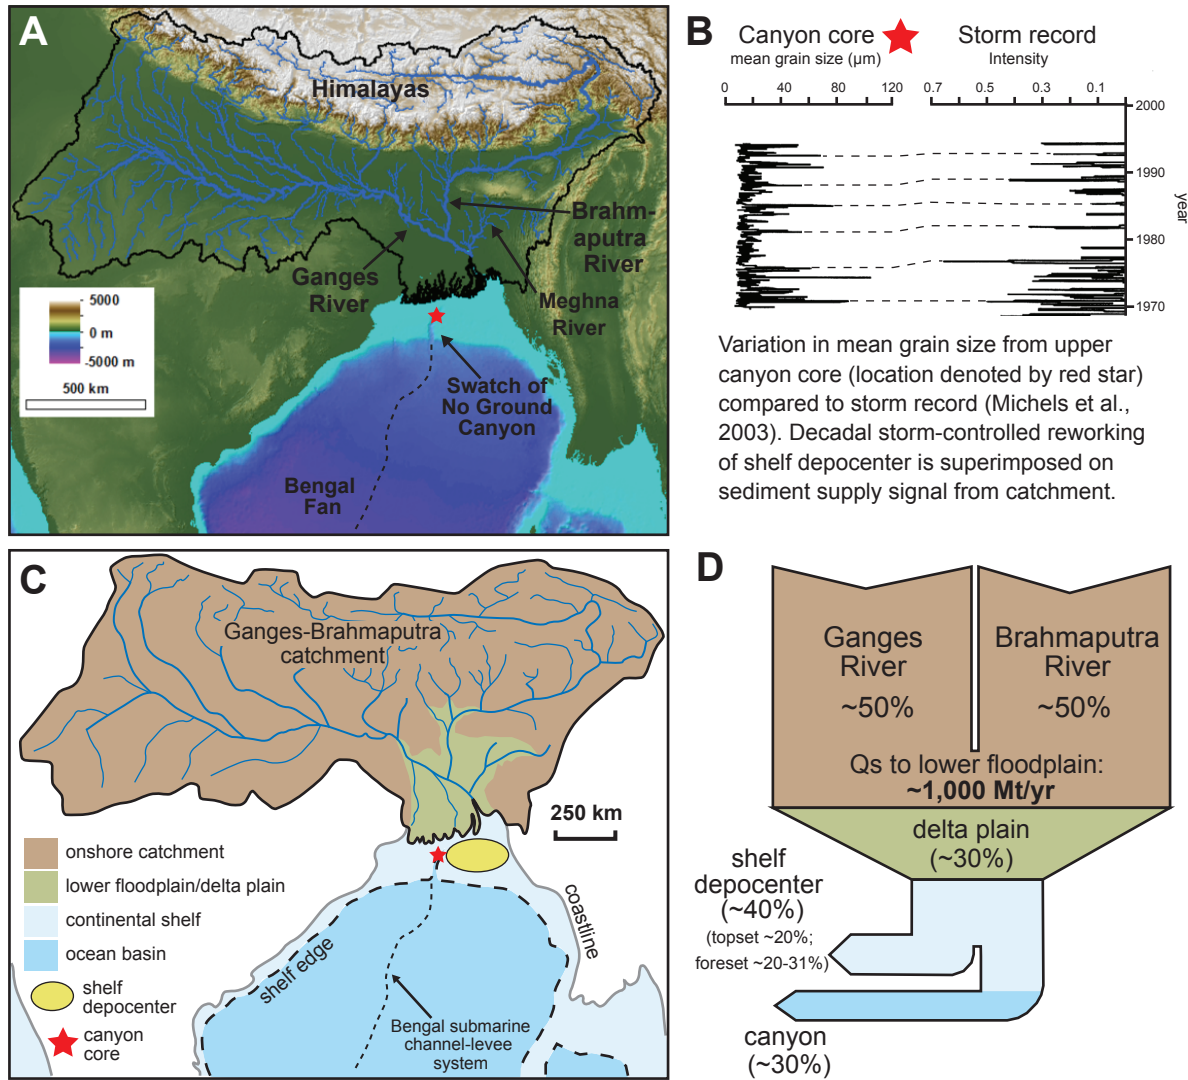 A
Himalayas
Brahm-
aputra
River
Ganges
River
Meghna
River
5000
0 m
-5000 m
500 km
Swatch of
No Ground
Canyon
Bengal
Fan
B
Canyon core
mean grain size (µm)
Storm record
Intensity
0 40 80 120 0.7 0.5 0.3 0.1
2000
1990
1980
1970
year
Variation in mean grain size from upper
canyon core (location denoted by red star)
compared to storm record (Michels et al.,
2003). Decadal storm-controlled reworking
of shelf depocenter is superimposed on
sediment supply signal from catchment.
C
Ganges-Brahmaputra
catchment
250 km
onshore catchment
lower floodplain/delta plain
continental shelf
ocean basin
shelf
depocenter
canyon
core
shelf edge
coastline
Bengal submarine
channel-levee
system
D
Ganges
River
~50%
Brahmaputra
River
~50%
Qs to lower floodplain:
~1,000 Mt/yr
delta plain
(~30%)
shelf
depocenter
(~40%)
(topset ~20%;
foreset ~20-31%)
canyon
(~30%)